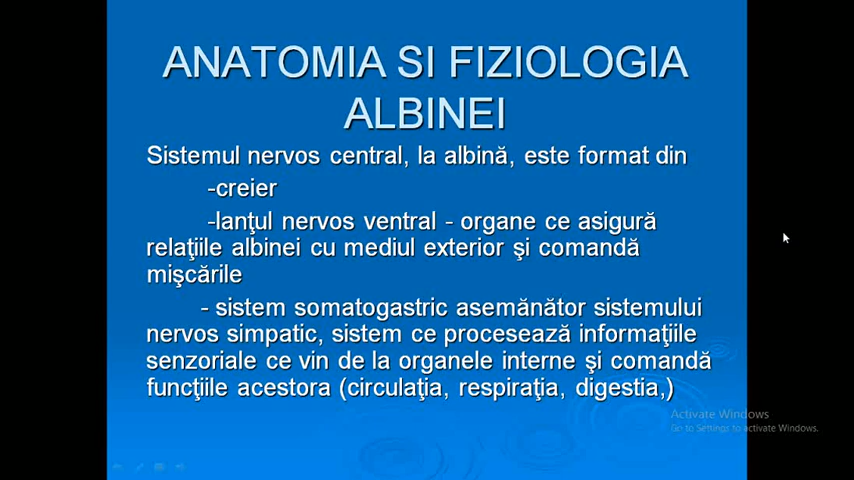 ANATOMIA SI FIZIOLOGIA
ALBINEI
Sistemul nervos central, la albină, este format din
-creier
-lanţul nervos ventral - organe ce asigură
relaţiile albinei cu mediul exterior şi comandă
mişcările
- sistem somatogastric asemănător sistemului
nervos simpatic, sistem ce procesează informaţiile
senzoriale ce vin de la organele interne şi comandă
funcţiile acestora (circulaţia, respiraţia, digestia,)
Activate Windows
Go to Settings to activate Windows.